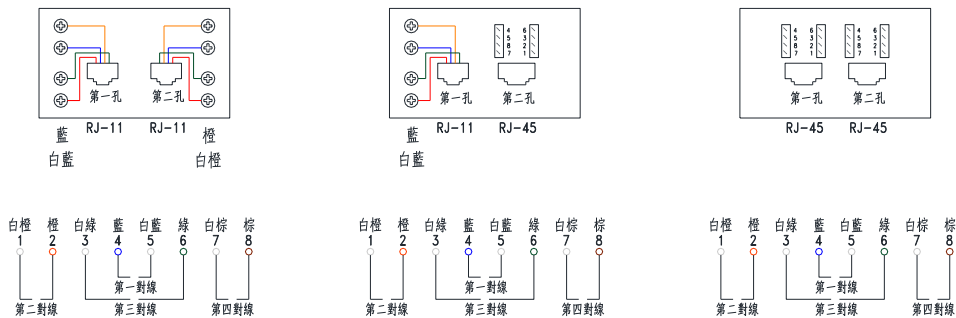 第一孔 第二孔
RJ-11 RJ-11
藍 橙
白藍 白橙
白橙 橙 白綠 藍 白藍 綠 白棕 棕
1 2 3 4 5 6 7 8
第一對線
第二對線 第三對線 第四對線
4 6
5 3
8 2
7 1
第一孔 第二孔
RJ-11 RJ-45
藍
白藍
白橙 橙 白綠 藍 白藍 綠 白棕 棕
1 2 3 4 5 6 7 8
第一對線
第二對線 第三對線 第四對線
4 6 4 6
5 3 5 3
8 2 8 2
7 1 7 1
第一孔 第二孔
RJ-45 RJ-45
白橙 橙 白綠 藍 白藍 綠 白棕 棕
1 2 3 4 5 6 7 8
第一對線
第二對線 第三對線 第四對線